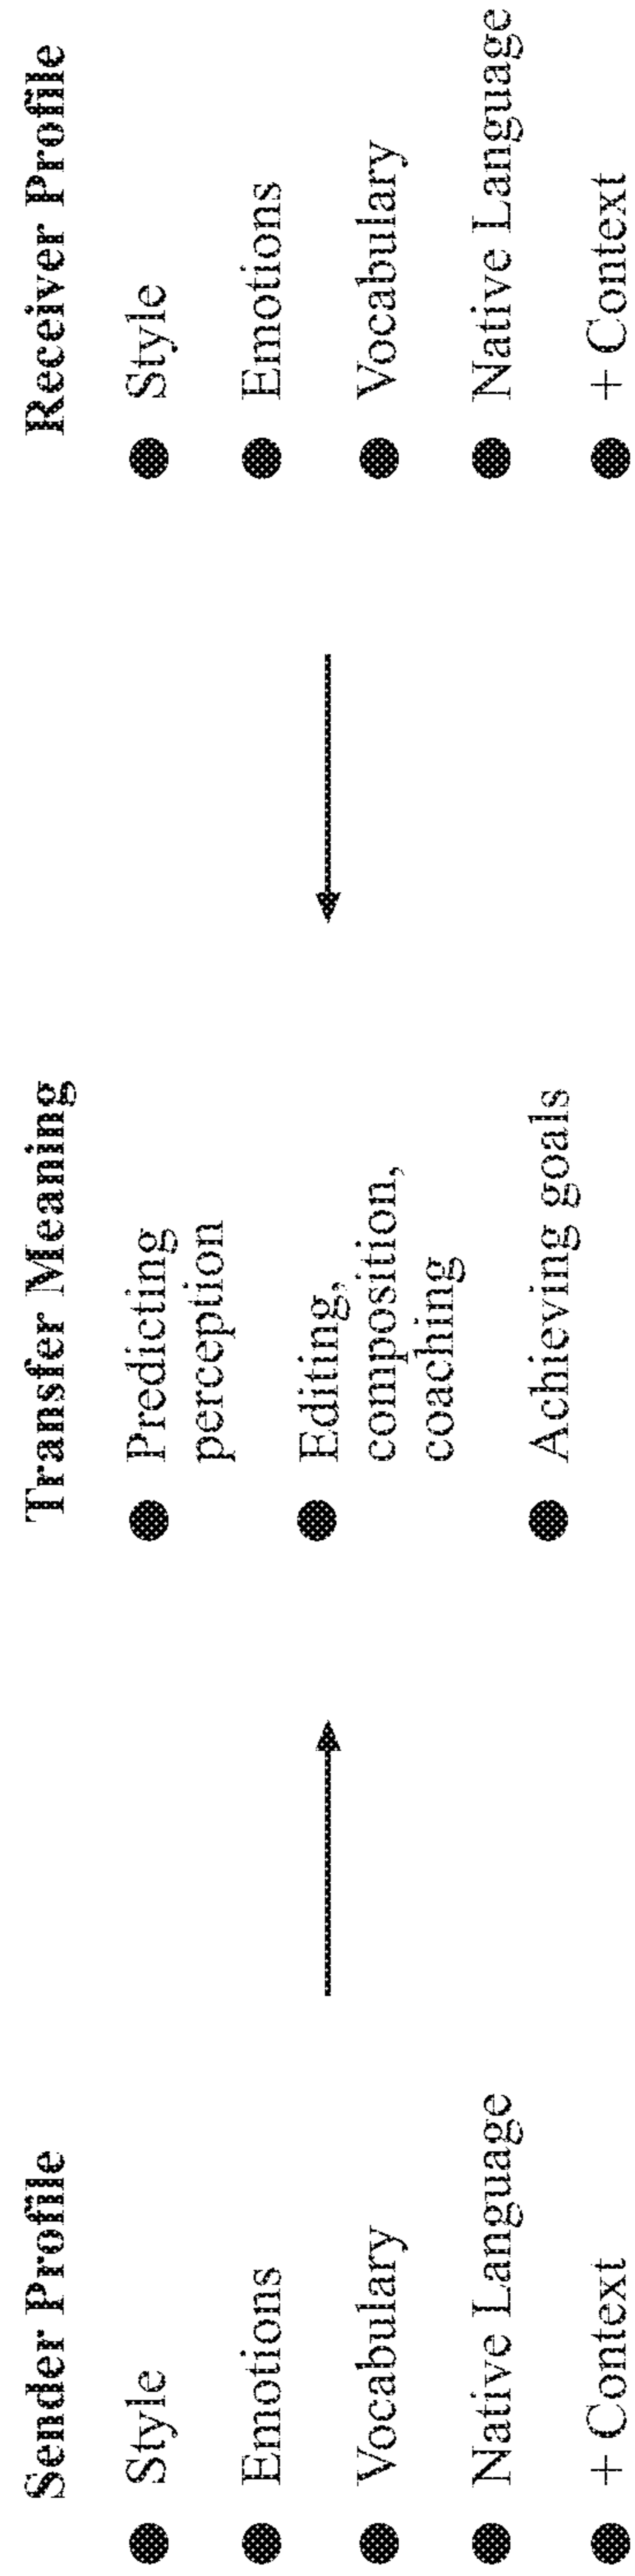 Sender Profile
Style
Emotions
Vocabulary
Native Language
+ Context
Transfer Meaning
Predicting
perception
Editing,
composition,
coaching
Achieving goals
Receiver Profile
Style
Emotions
Vocabulary
Native Language
+ Context